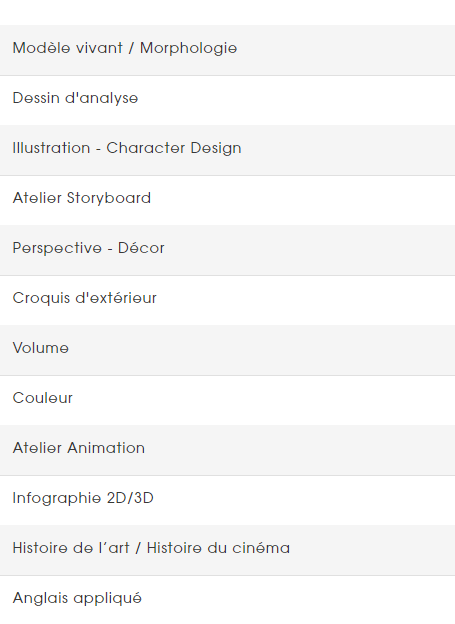 Modèle vivant / Morphologie
Dessin d'analyse
Illustration - Character Design
Atelier Storyboard
Perspective - Décor
Croquis d'extérieur
Volume
Couleur
Atelier Animation
Infographie 2D/3D
Histoire de l’art / Histoire du cinéma
Anglais appliqué